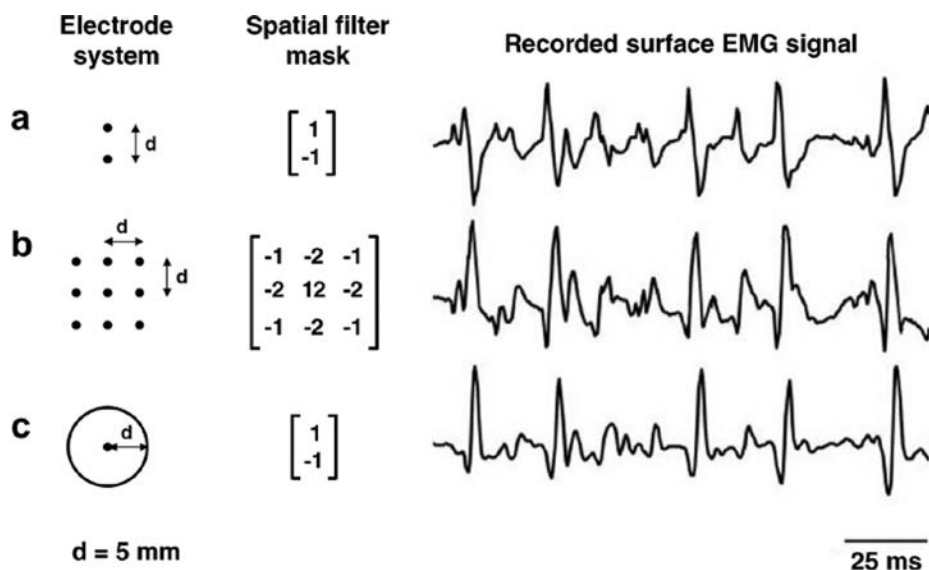 Electrode system
Spatial filter mask
Recorded surface EMG signal
a
d
1
-1
b
d
d
-1 -2 -1
-2 12 -2
-1 -2 -1
c
d
1
-1
d = 5 mm
25 ms